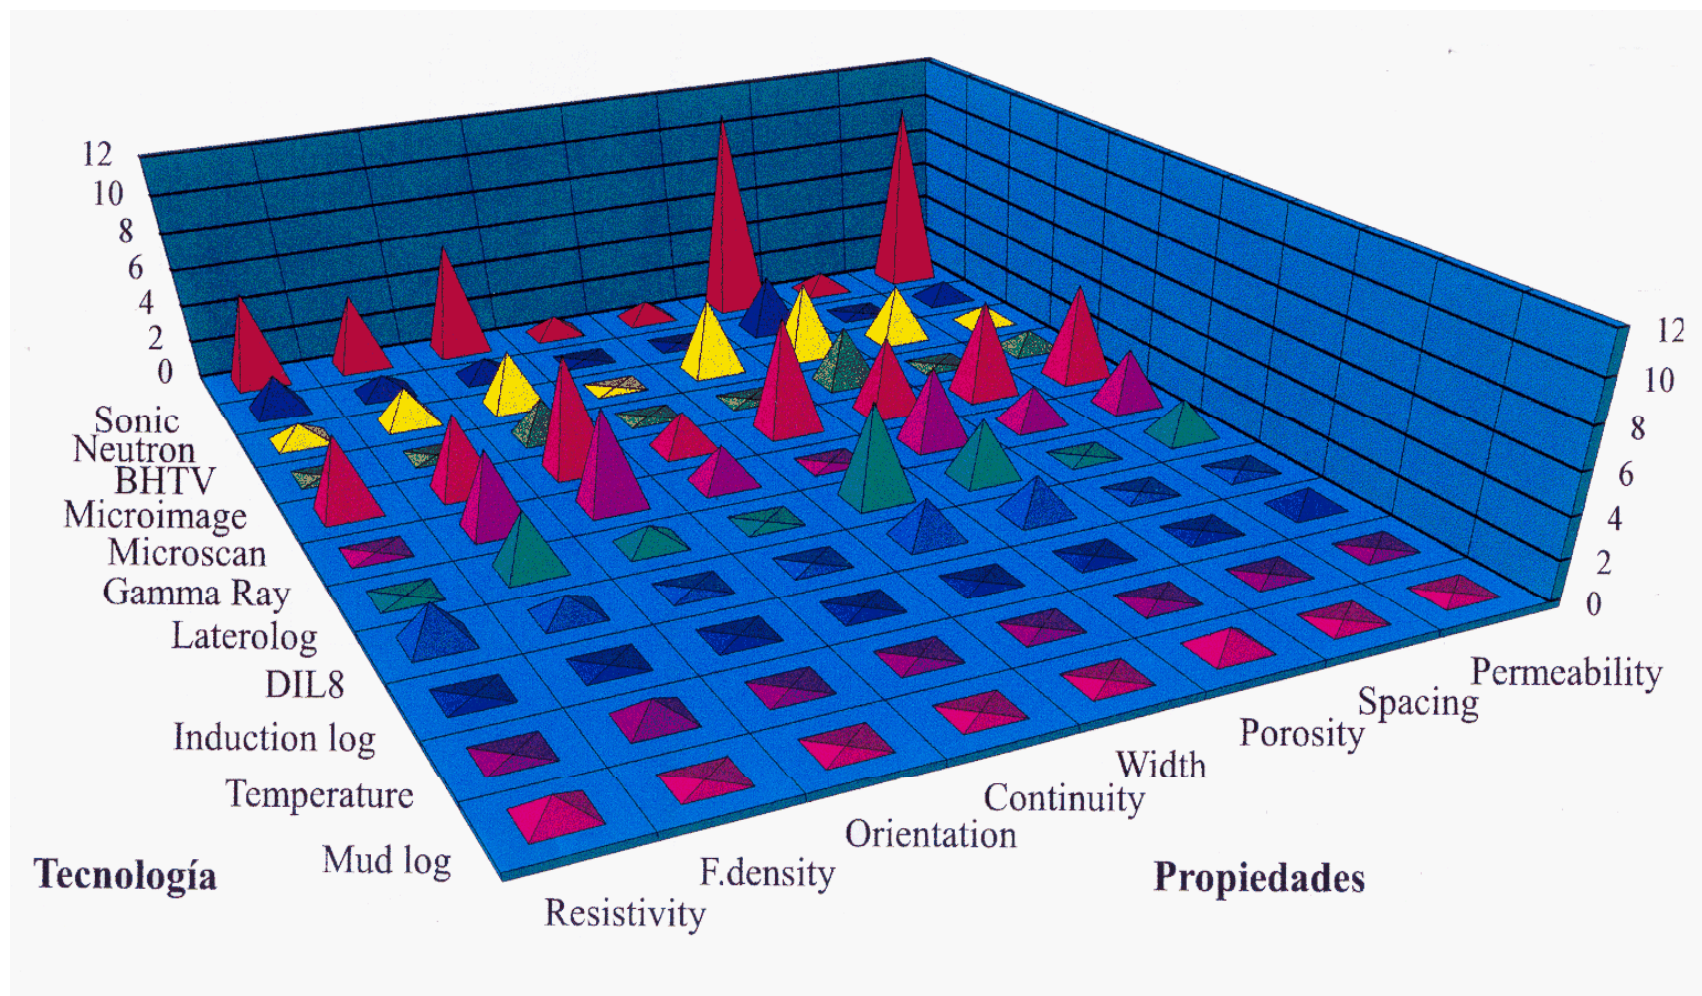 12
10
8
6
4
2
0
Sonic
Neutron
BHTV
Microimage
Microscan
Gamma Ray
Laterolog
DIL8
Induction log
Temperature
Mud log
Tecnología
Resistivity
F.density
Orientation
Continuity
Width
Porosity
Spacing
Permeability
Propiedades
12
10
8
6
4
2
0